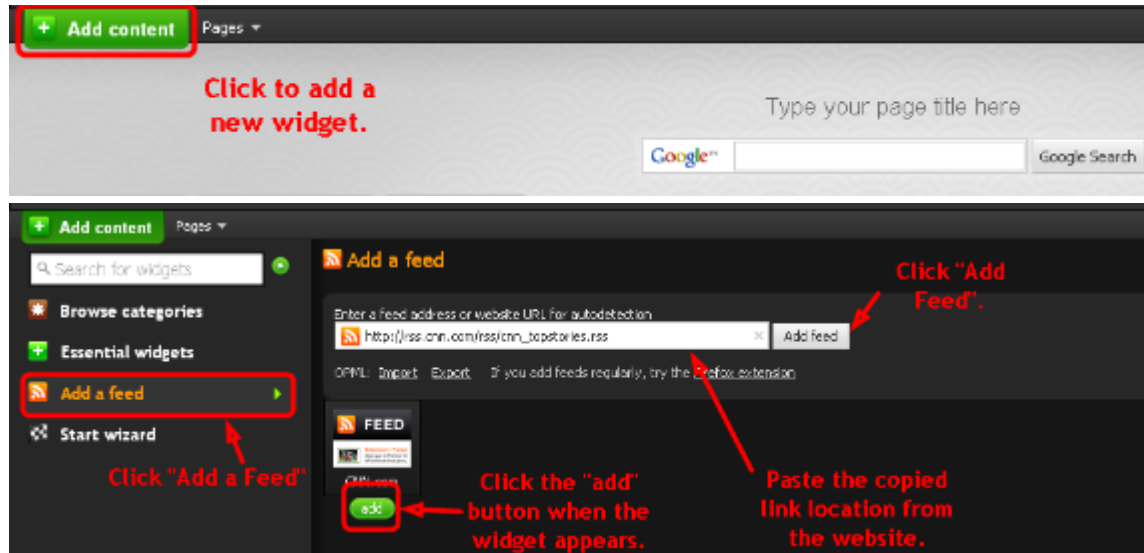 + Add content Pages
Click to add a
new widget.
Type your page title here
Google™ Google Search
+ Add content Pages
Search for widgets
Add a feed
Click "Add
Feed".
Browse categories
Enter a feed address or website URL for autodetection
http://rss.cnn.com/rss/cnn_topstories.rss × Add feed
Essential widgets
OPML: Import Export If you add feeds regularly, try the Firefox extension
Add a feed
FEED
Start wizard
Click "Add a Feed"
CNN.com
add
Click the "add"
button when the
widget appears.
Paste the copied
link location from
the website.